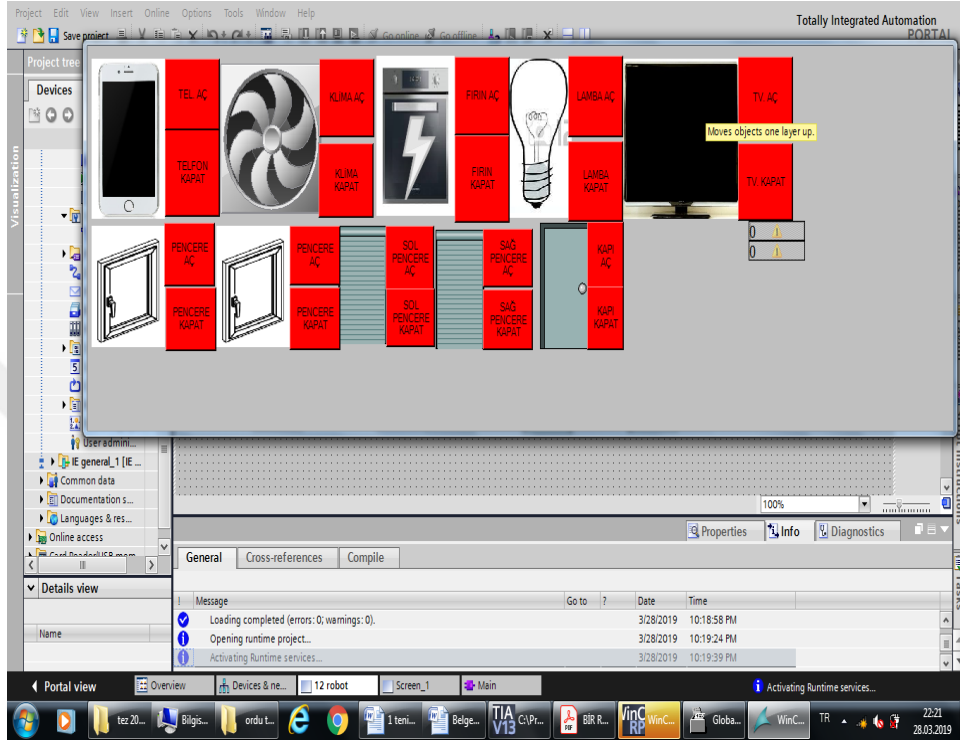 Project Edit View Insert Online Options Tools Window Help
Totally Integrated Automation
PORTAL
Save project
Go online
Go offline
Project tree
Devices
Visualization
TEL. AÇ
KLIMA AÇ
FIRIN AÇ
LAMBA AÇ
TV. AÇ
Moves objects one layer up.
TELFON
KAPAT
KLIMA
KAPAT
FIRIN
KAPAT
LAMBA
KAPAT
TV. KAPAT
0
0
PENCERE
AÇ
PENCERE
AÇ
SOL
PENCERE
AÇ
SAĞ
PENCERE
AÇ
KAPI
AÇ
PENCERE
KAPAT
PENCERE
KAPAT
SOL
PENCERE
KAPAT
SAĞ
PENCERE
KAPAT
KAPI
KAPAT
User admini...
IE general_1 [IE ...
Common data
Documentation s...
Languages & res...
Online access
100%
Properties
Info
Diagnostics
General Cross-references Compile
! Message Go to ? Date Time
Loading completed (errors: 0; warnings: 0). 3/28/2019 10:18:58 PM
Opening runtime project... 3/28/2019 10:19:24 PM
Activating Runtime services... 3/28/2019 10:19:39 PM
Details view
Name
Portal view
Overview
Devices & ne...
12 robot
Screen_1
Main
Activating Runtime services...
tez 20...
Bilgis...
ordu t...
1 teni...
Belge...
TIA V13
C:\Pr...
BİR R...
WinC RP
WinC...
Globa...
WinC...
TR
22:21
28.03.2019